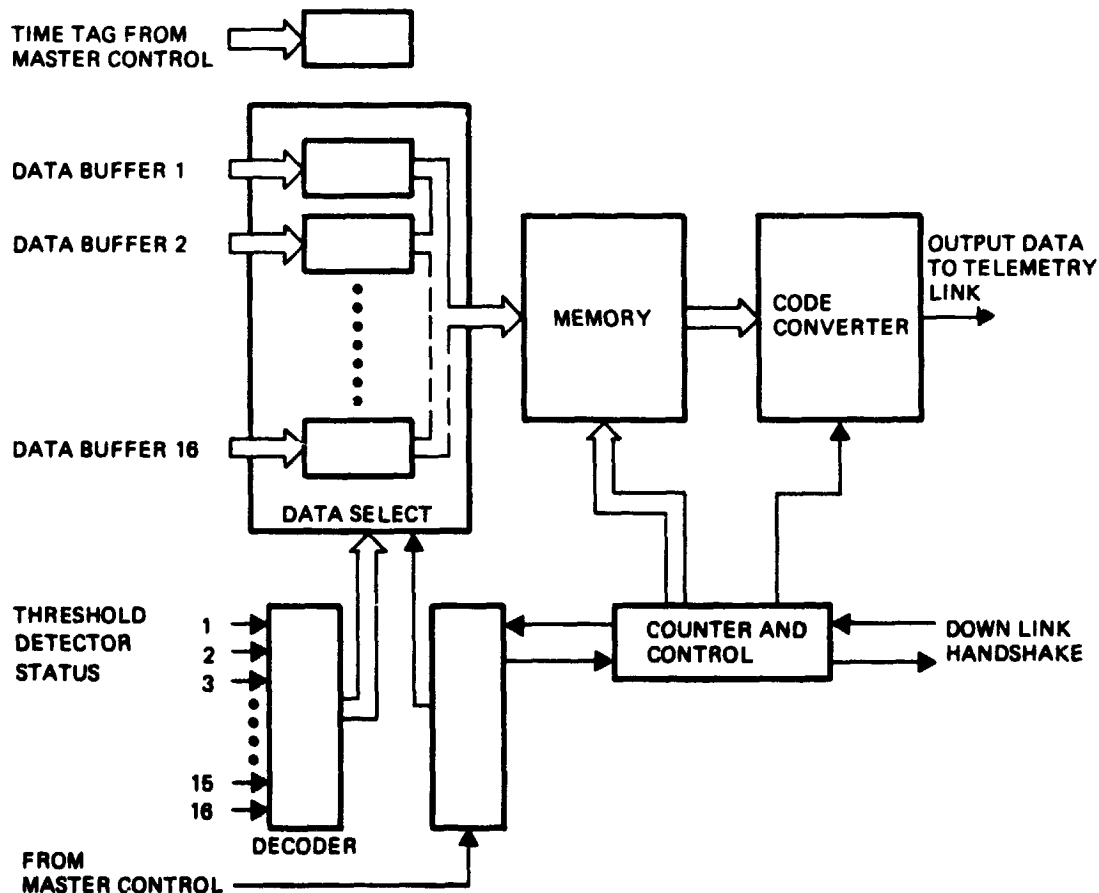 TIME TAG FROM
MASTER CONTROL
DATA BUFFER 1
DATA BUFFER 2
DATA BUFFER 16
DATA SELECT
MEMORY
CODE
CONVERTER
OUTPUT DATA
TO TELEMETRY
LINK
THRESHOLD
DETECTOR
STATUS
1
2
3
15
16
DECODER
COUNTER AND
CONTROL
DOWN LINK
HANDSHAKE
FROM
MASTER CONTROL